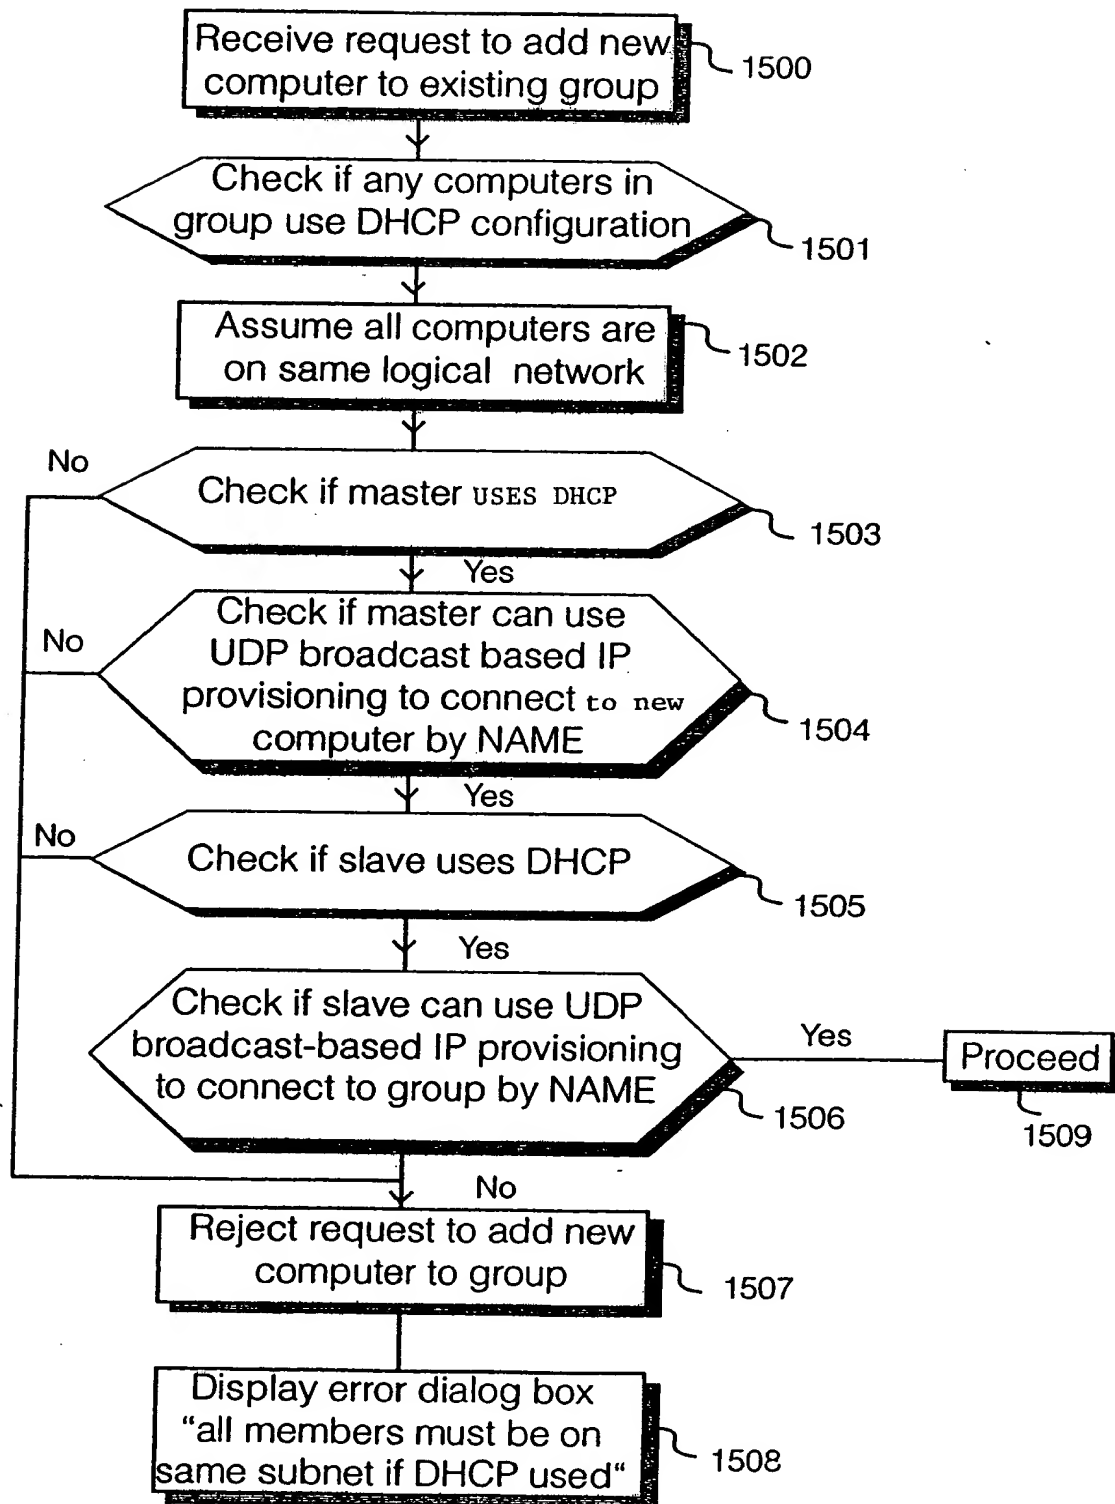 Receive request to add new
computer to existing group
1500
Check if any computers in
group use DHCP configuration
1501
Assume all computers are
on same logical network
1502
No
Check if master USES DHCP
1503
Yes
Check if master can use
UDP broadcast based IP
provisioning to connect to new
computer by NAME
No
1504
Yes
No
Check if slave uses DHCP
1505
Yes
Check if slave can use UDP
broadcast-based IP provisioning
to connect to group by NAME
1506
Yes
Proceed
1509
No
Reject request to add new
computer to group
1507
Display error dialog box
“all members must be on
same subnet if DHCP used“
1508